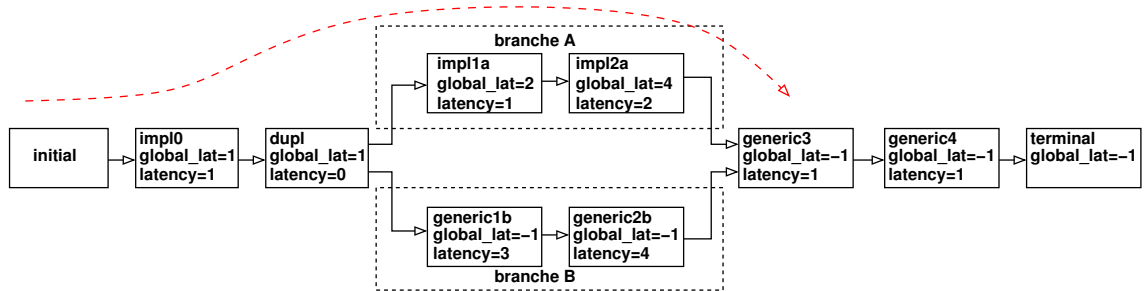 branche A
impl1a
global_lat=2
latency=1
impl2a
global_lat=4
latency=2
initial
impl0
global_lat=1
latency=1
dupl
global_lat=1
latency=0
generic3
global_lat=−1
latency=1
generic4
global_lat=−1
latency=1
terminal
global_lat=−1
generic1b
global_lat=−1
latency=3
generic2b
global_lat=−1
latency=4
branche B